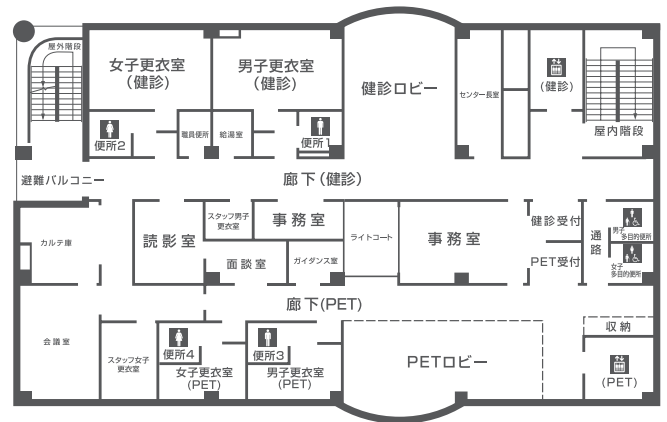 屋外階段
女子更衣室
(健診)
男子更衣室
(健診)
健診ロビー
センター長室
(健診)
屋内階段
便所2
職員便所
給湯室
便所1
避難バルコニー
廊下(健診)
カルテ庫
読影室
スタッフ男子
更衣室
事務室
ライトコート
事務室
健診受付
通路
男子
多目的便所
面談室
ガイダンス室
PET受付
女子
多目的便所
廊下(PET)
会議室
スタッフ女子
更衣室
便所4
女子更衣室
(PET)
便所3
男子更衣室
(PET)
PETロビー
収納
(PET)